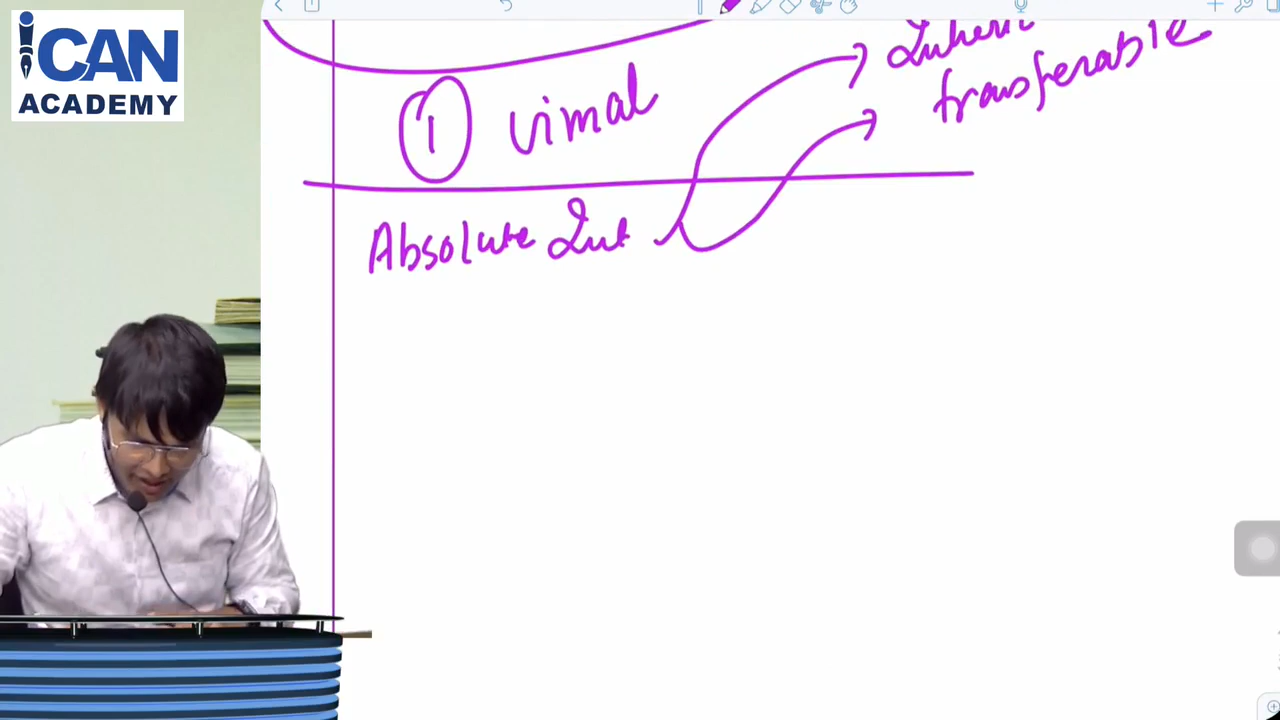 iCAN
ACADEMY
transferable
1 vimal
Absolute Int